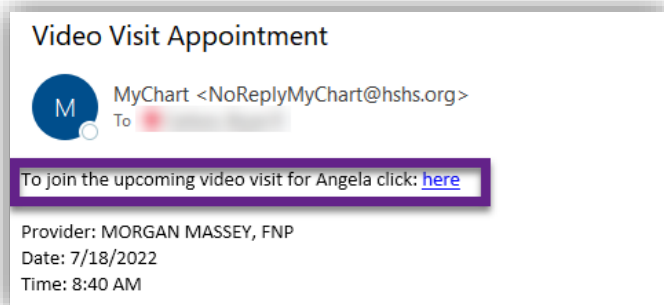 Video Visit Appointment
M
MyChart <NoReplyMyChart@hshs.org>
To
To join the upcoming video visit for Angela click: here
Provider: MORGAN MASSEY, FNP
Date: 7/18/2022
Time: 8:40 AM